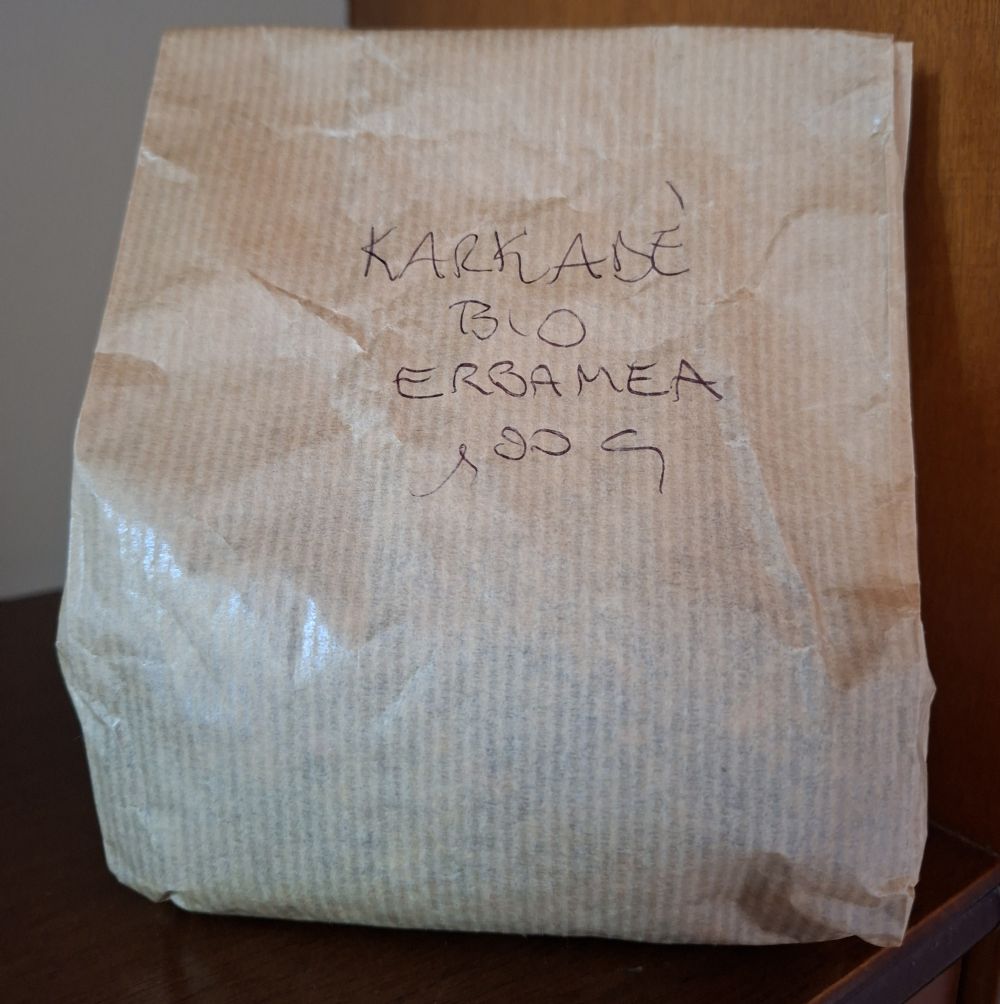 KARKADÈ
BIO
ERBAMEA
100 G